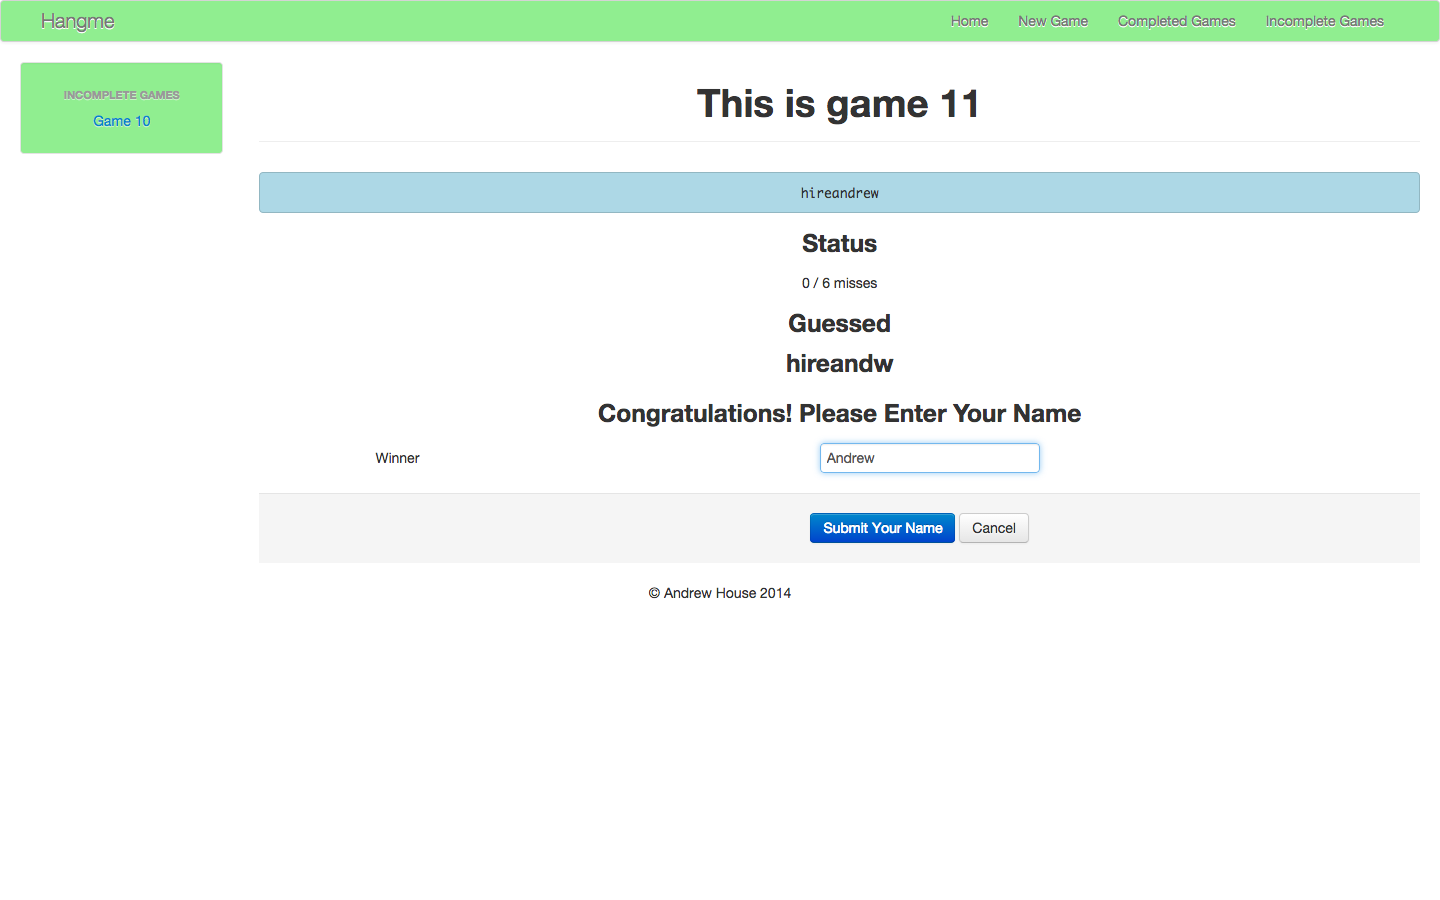 Hangme Home New Game Completed Games Incomplete Games
INCOMPLETE GAMES
Game 10
This is game 11
hireandrew
Status
0 / 6 misses
Guessed
hireandw
Congratulations! Please Enter Your Name
Winner Andrew
Submit Your Name Cancel
© Andrew House 2014